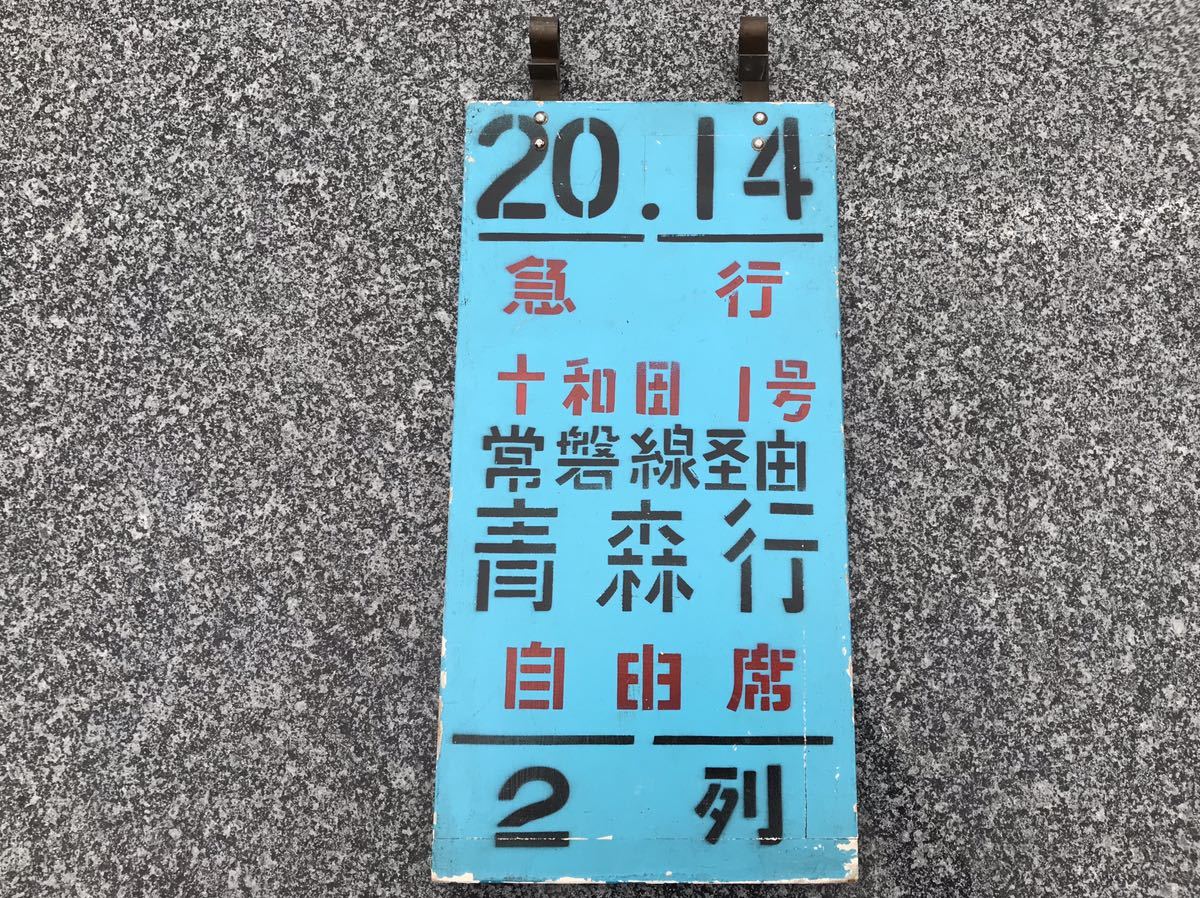 20.14
急行
十和田1号
常磐線経由
青森行
自由席
2列